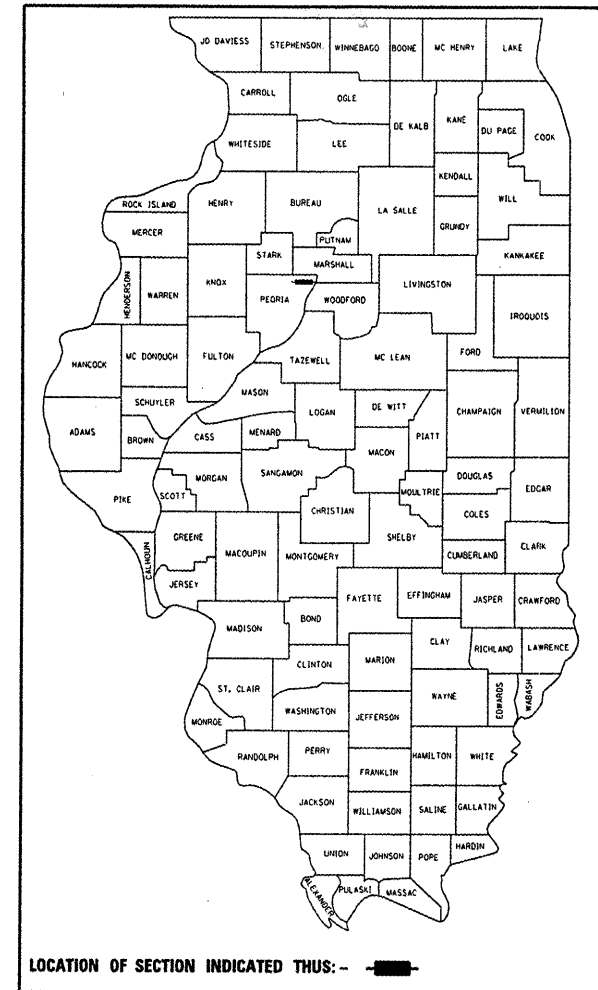 JO DAVIESS STEPHENSON WINNEBAGO BOONE MC HENRY LAKE
CARROLL OGLE DE KALB KANE DU PAGE COOK
WHITESIDE LEE
KENDALL WILL
ROCK ISLAND HENRY BUREAU LA SALLE GRUNDY
MERCER PUTNAM
STARK MARSHALL KANKAKEE
HENDERSON WARREN KNOX PEORIA WOODFORD LIVINGSTON IROQUOIS
HANCOCK MC DONOUGH FULTON TAZEWELL MC LEAN FORD
MASON
SCHUYLER LOGAN DE WITT CHAMPAIGN VERMILION
ADAMS BROWN CASS MENARD PIATT
MACON
MORGAN SANGAMON DOUGLAS EDGAR
PIKE SCOTT CHRISTIAN MOULTRIE COLES
GREENE MACOUPIN MONTGOMERY SHELBY CUMBERLAND CLARK
CALHOUN JERSEY
FAYETTE EFFINGHAM JASPER CRAWFORD
MADISON BOND
CLAY RICHLAND LAWRENCE
CLINTON MARION
ST. CLAIR WAYNE EDWARDS WABASH
WASHINGTON JEFFERSON
MONROE
RANDOLPH PERRY HAMILTON WHITE
FRANKLIN
JACKSON WILLIAMSON SALINE GALLATIN
UNION JOHNSON POPE HARDIN
ALEXANDER PULASKI MASSAC
LOCATION OF SECTION INDICATED THUS:-